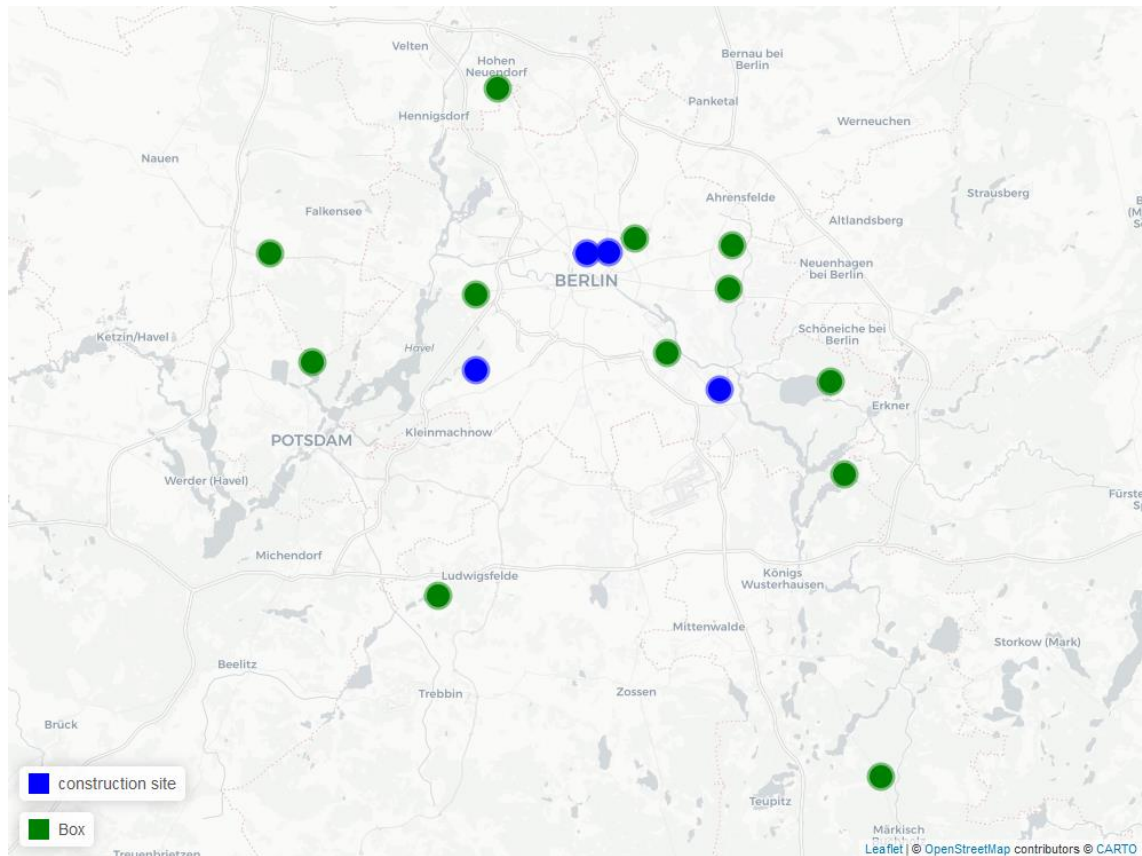 Velten
Hohen
Neuendorf
Bernau bei
Berlin
Panketal
Hennigsdorf
Werneuchen
Nauen
Strausberg
Ahrensfelde
Falkensee
Altlandsberg
Neuenhagen
bei Berlin
BERLIN
Ketzin/Havel
Havel
Schöneiche bei
Berlin
Erkner
Kleinmachnow
POTSDAM
Werder (Havel)
Michendorf
Ludwigsfelde
Königs
Wusterhausen
Mittenwalde
Storkow (Mark)
Beelitz
Trebbin
Zossen
Brück
construction site
Teupitz
Box
Märkisch
Leaflet | © OpenStreetMap contributors © CARTO